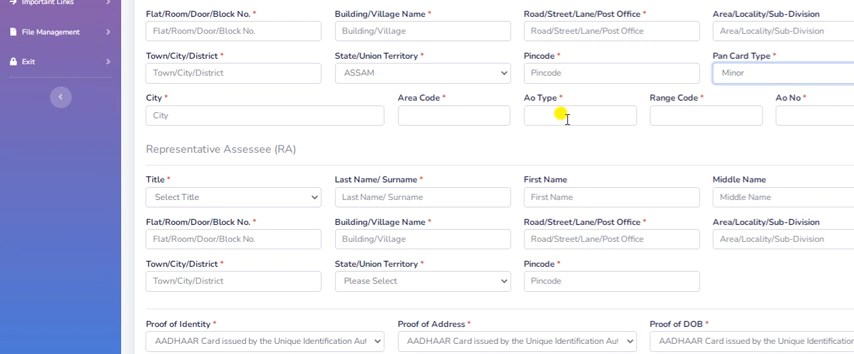 Important Links
File Management
Exit
Flat/Room/Door/Block No. * Building/Village Name * Road/Street/Lane/Post Office * Area/Locality/Sub-Division
Flat/Room/Door/Block No. Building/Village Road/Street/Lane/Post Office Area/Locality/Sub-Division
Town/City/District * State/Union Territory * Pincode * Pan Card Type *
Town/City/District ASSAM Pincode Minor
City * Area Code * Ao Type * Range Code * Ao No *
City
Representative Assessee (RA)
Title * Last Name/ Surname * First Name Middle Name
Select Title Last Name/ Surname First Name Middle Name
Flat/Room/Door/Block No. * Building/Village Name * Road/Street/Lane/Post Office * Area/Locality/Sub-Division
Flat/Room/Door/Block No. Building/Village Road/Street/Lane/Post Office Area/Locality/Sub-Division
Town/City/District * State/Union Territory * Pincode *
Town/City/District Please Select Pincode
Proof of Identity * Proof of Address * Proof of DOB *
AADHAAR Card issued by the Unique Identification Aut AADHAAR Card issued by the Unique Identification Aut AADHAAR Card issued by the Unique Identification